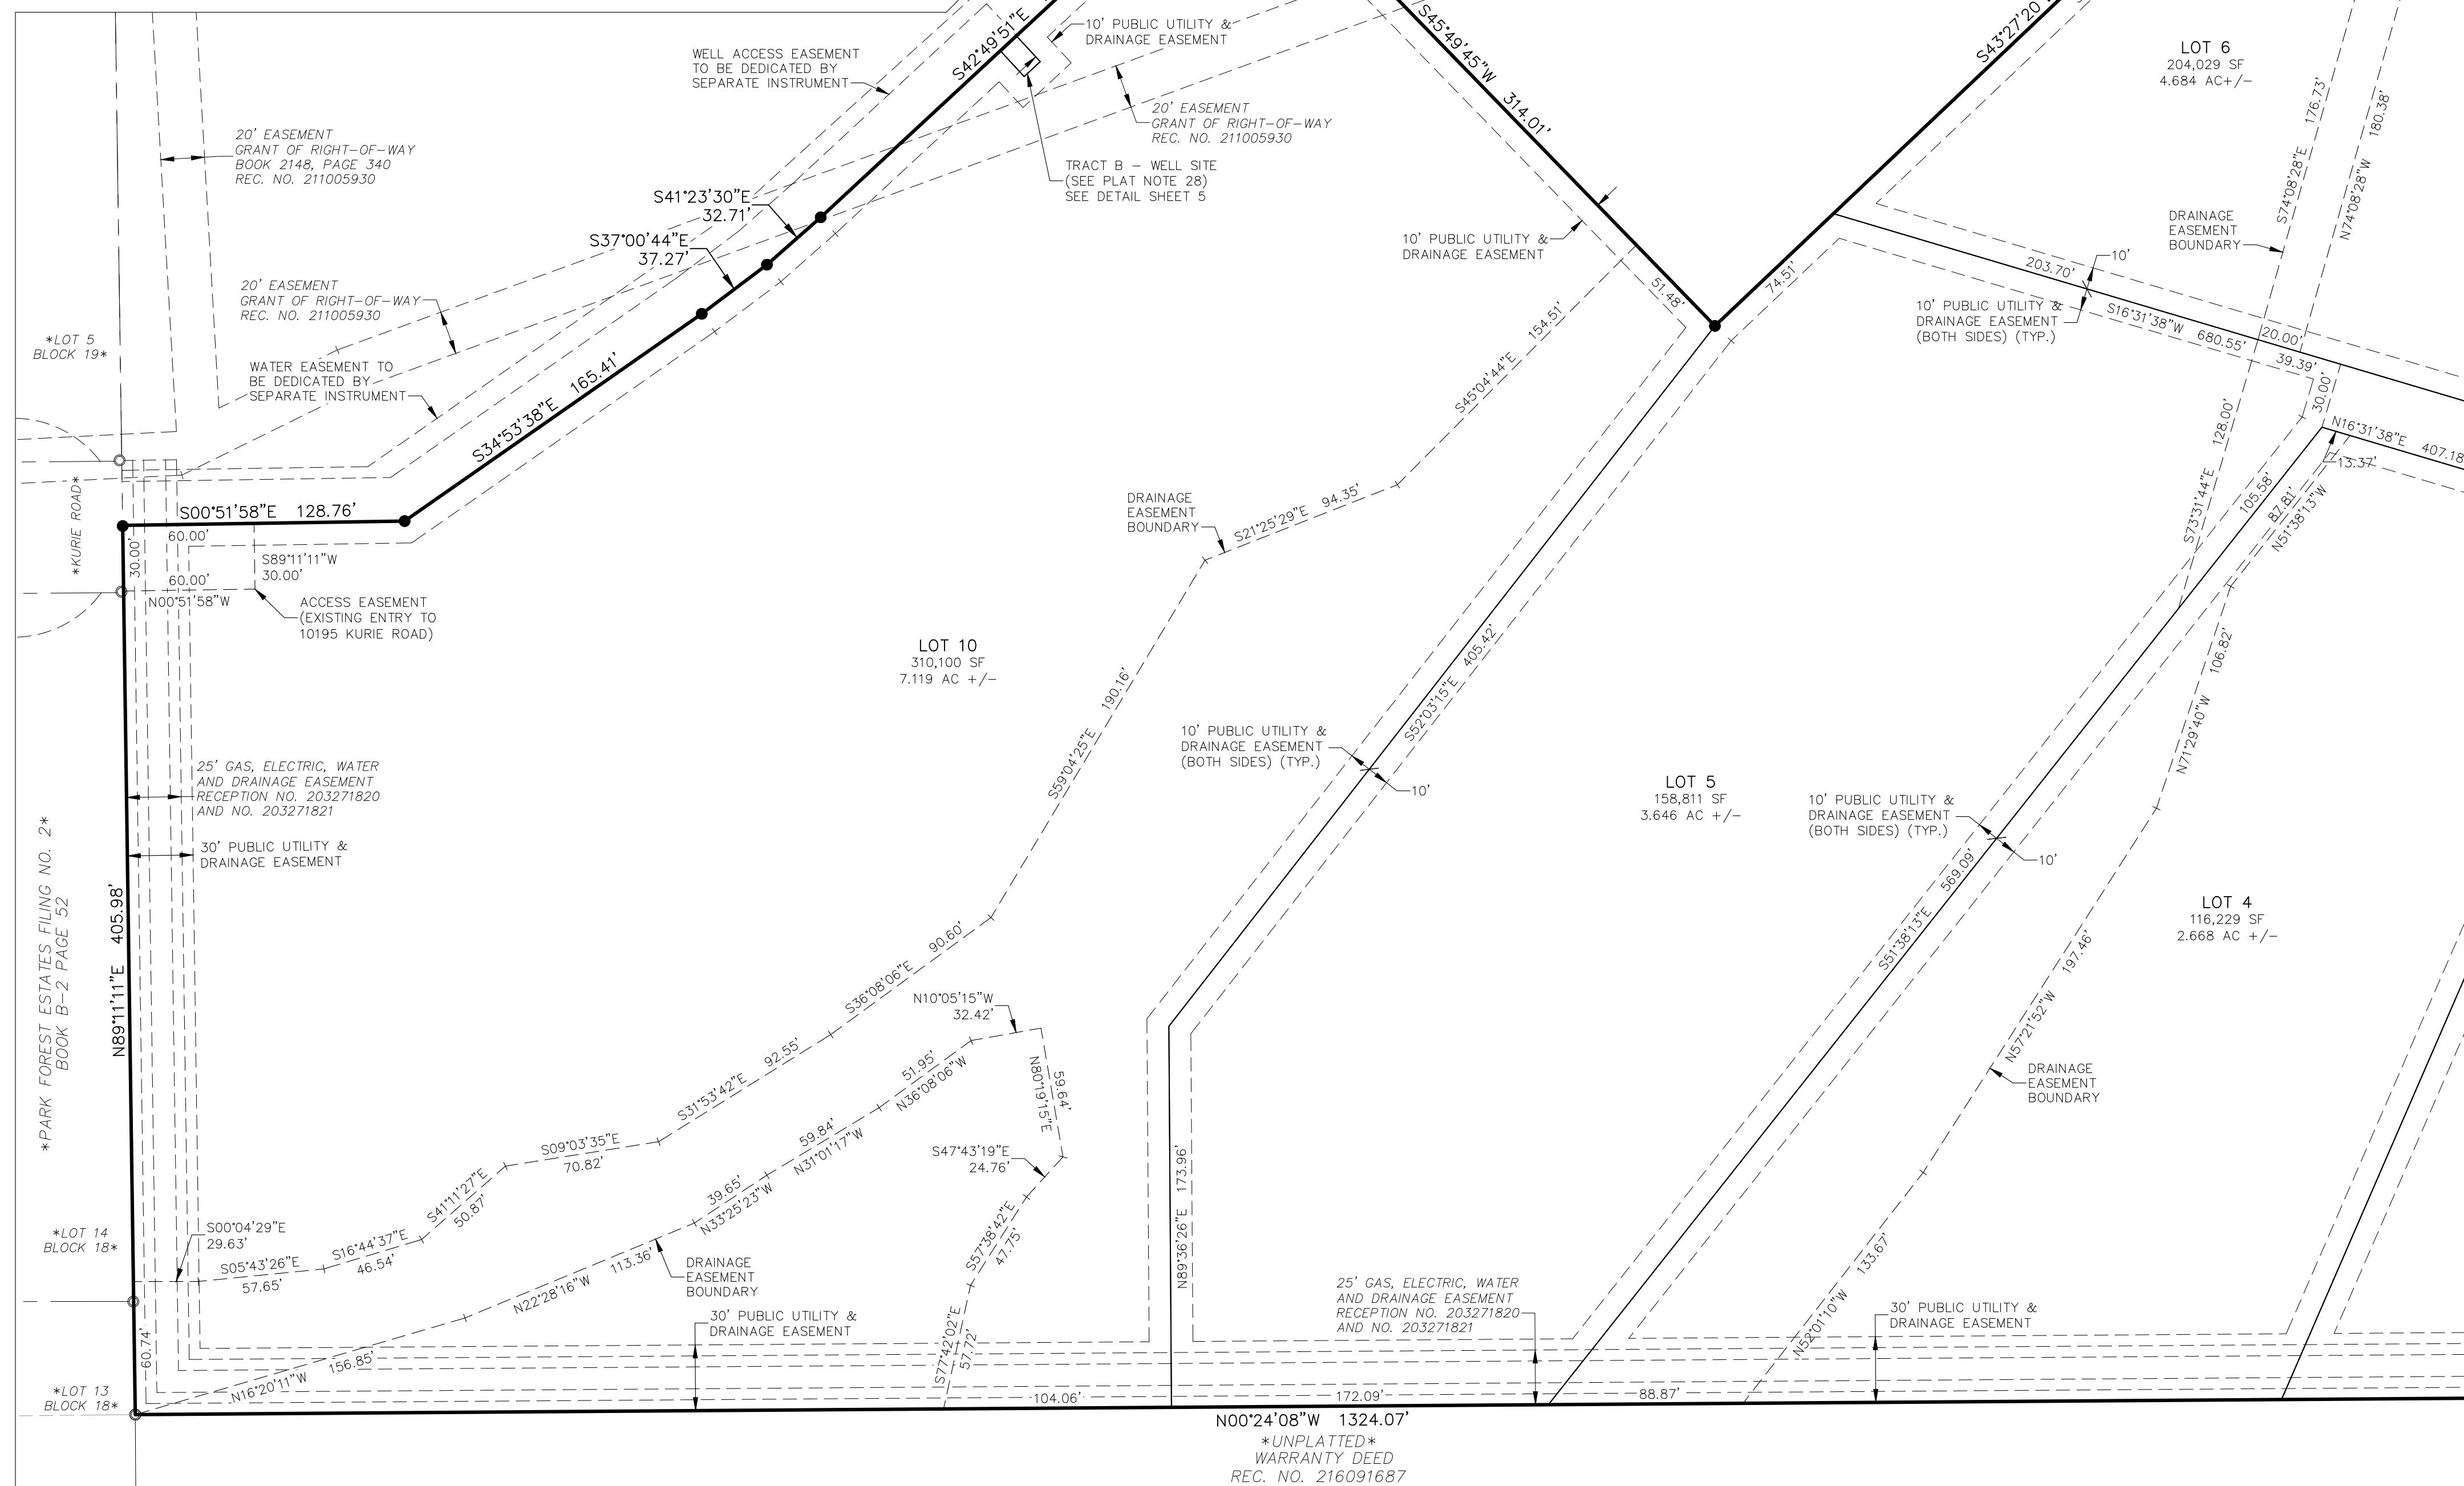 S42°49'51"E
10' PUBLIC UTILITY &
DRAINAGE EASEMENT
WELL ACCESS EASEMENT
TO BE DEDICATED BY
SEPARATE INSTRUMENT
20' EASEMENT
GRANT OF RIGHT-OF-WAY
REC. NO. 211005930
TRACT B - WELL SITE
(SEE PLAT NOTE 28)
SEE DETAIL SHEET 5
20' EASEMENT
GRANT OF RIGHT-OF-WAY
BOOK 2148, PAGE 340
REC. NO. 211005930
S41°23'30"E
32.71'
S37°00'44"E
37.27'
20' EASEMENT
GRANT OF RIGHT-OF-WAY
REC. NO. 211005930
*LOT 5
BLOCK 19*
WATER EASEMENT TO
BE DEDICATED BY
SEPARATE INSTRUMENT
S34°53'38"E 165.41'
*KURIE ROAD*
S00°51'58"E 128.76'
60.00'
30.00'
S89°11'11"W
30.00'
60.00'
N00°51'58"W
ACCESS EASEMENT
(EXISTING ENTRY TO
10195 KURIE ROAD)
S45°49'45"W 314.01'
10' PUBLIC UTILITY &
DRAINAGE EASEMENT
51.48'
S45°04'44"E 154.51'
S43°27'20
74.51'
LOT 6
204,029 SF
4.684 AC+/-
S74°08'28"E 176.73'
N74°08'28"W 180.38'
DRAINAGE
EASEMENT
BOUNDARY
203.70'
10'
10' PUBLIC UTILITY &
DRAINAGE EASEMENT
(BOTH SIDES) (TYP.)
S16°31'38"W 680.55'
20.00'
39.39'
30.00'
N16°31'38"E 407.18
13.37'
S73°31'44"E 128.00'
105.58'
87.81'
N51°38'13"W
DRAINAGE
EASEMENT
BOUNDARY
S21°25'29"E 94.35'
LOT 10
310,100 SF
7.119 AC +/-
S59°04'25"E 190.16'
S52°03'15"E 405.42'
10' PUBLIC UTILITY &
DRAINAGE EASEMENT
(BOTH SIDES) (TYP.)
10'
LOT 5
158,811 SF
3.646 AC +/-
10' PUBLIC UTILITY &
DRAINAGE EASEMENT
(BOTH SIDES) (TYP.)
10'
N71°29'40"W 106.82'
S51°38'13"E 569.09'
LOT 4
116,229 SF
2.668 AC +/-
N57°21'52"W 197.46'
DRAINAGE
EASEMENT
BOUNDARY
N52°01'10"W 133.67'
25' GAS, ELECTRIC, WATER
AND DRAINAGE EASEMENT
RECEPTION NO. 203271820
AND NO. 203271821
30' PUBLIC UTILITY &
DRAINAGE EASEMENT
*PARK FOREST ESTATES FILING NO. 2*
BOOK B-2 PAGE 52
N89°11'11"E 405.98'
S36°08'06"E 90.60'
N10°05'15"W
32.42'
S31°53'42"E 92.55'
51.95'
N36°08'06"W
59.64'
N80°19'15"E
59.84'
N31°01'17"W
S09°03'35"E
70.82'
S47°43'19"E
24.76'
39.65'
N33°25'23"W
S41°11'27"E
50.87'
S00°04'29"E
29.63'
*LOT 14
BLOCK 18*
S16°44'37"E
46.54'
S05°43'26"E
57.65'
S57°38'42"E
47.75'
N89°36'26E 173.96'
N22°28'16"W 113.36'
DRAINAGE
EASEMENT
BOUNDARY
30' PUBLIC UTILITY &
DRAINAGE EASEMENT
S77°42'02"E
57.72'
60.74'
N16°20'11"W 156.85'
*LOT 13
BLOCK 18*
25' GAS, ELECTRIC, WATER
AND DRAINAGE EASEMENT
RECEPTION NO. 203271820
AND NO. 203271821
30' PUBLIC UTILITY &
DRAINAGE EASEMENT
104.06'
172.09'
88.87'
N00°24'08"W 1324.07'
*UNPLATTED*
WARRANTY DEED
REC. NO. 216091687